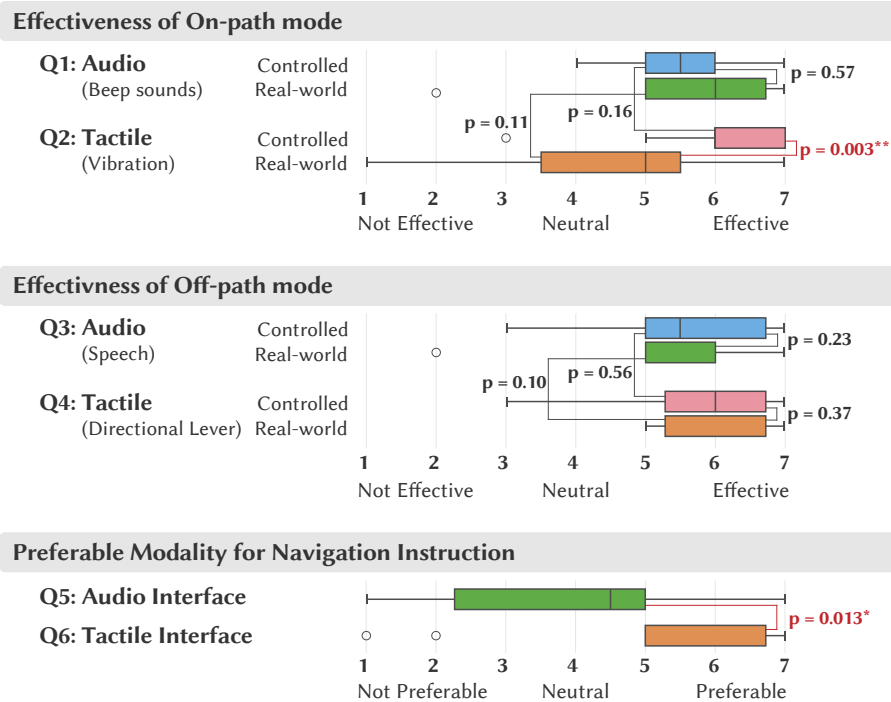 Effectiveness of On-path mode
Q1: Audio
(Beep sounds)
Controlled
Real-world
p = 0.57
p = 0.11
p = 0.16
Q2: Tactile
(Vibration)
Controlled
Real-world
p = 0.003**
1 2 3 4 5 6 7
Not Effective Neutral Effective
Effectivness of Off-path mode
Q3: Audio
(Speech)
Controlled
Real-world
p = 0.23
p = 0.10
p = 0.56
Q4: Tactile
(Directional Lever)
Controlled
Real-world
p = 0.37
1 2 3 4 5 6 7
Not Effective Neutral Effective
Preferable Modality for Navigation Instruction
Q5: Audio Interface
p = 0.013*
Q6: Tactile Interface
1 2 3 4 5 6 7
Not Preferable Neutral Preferable